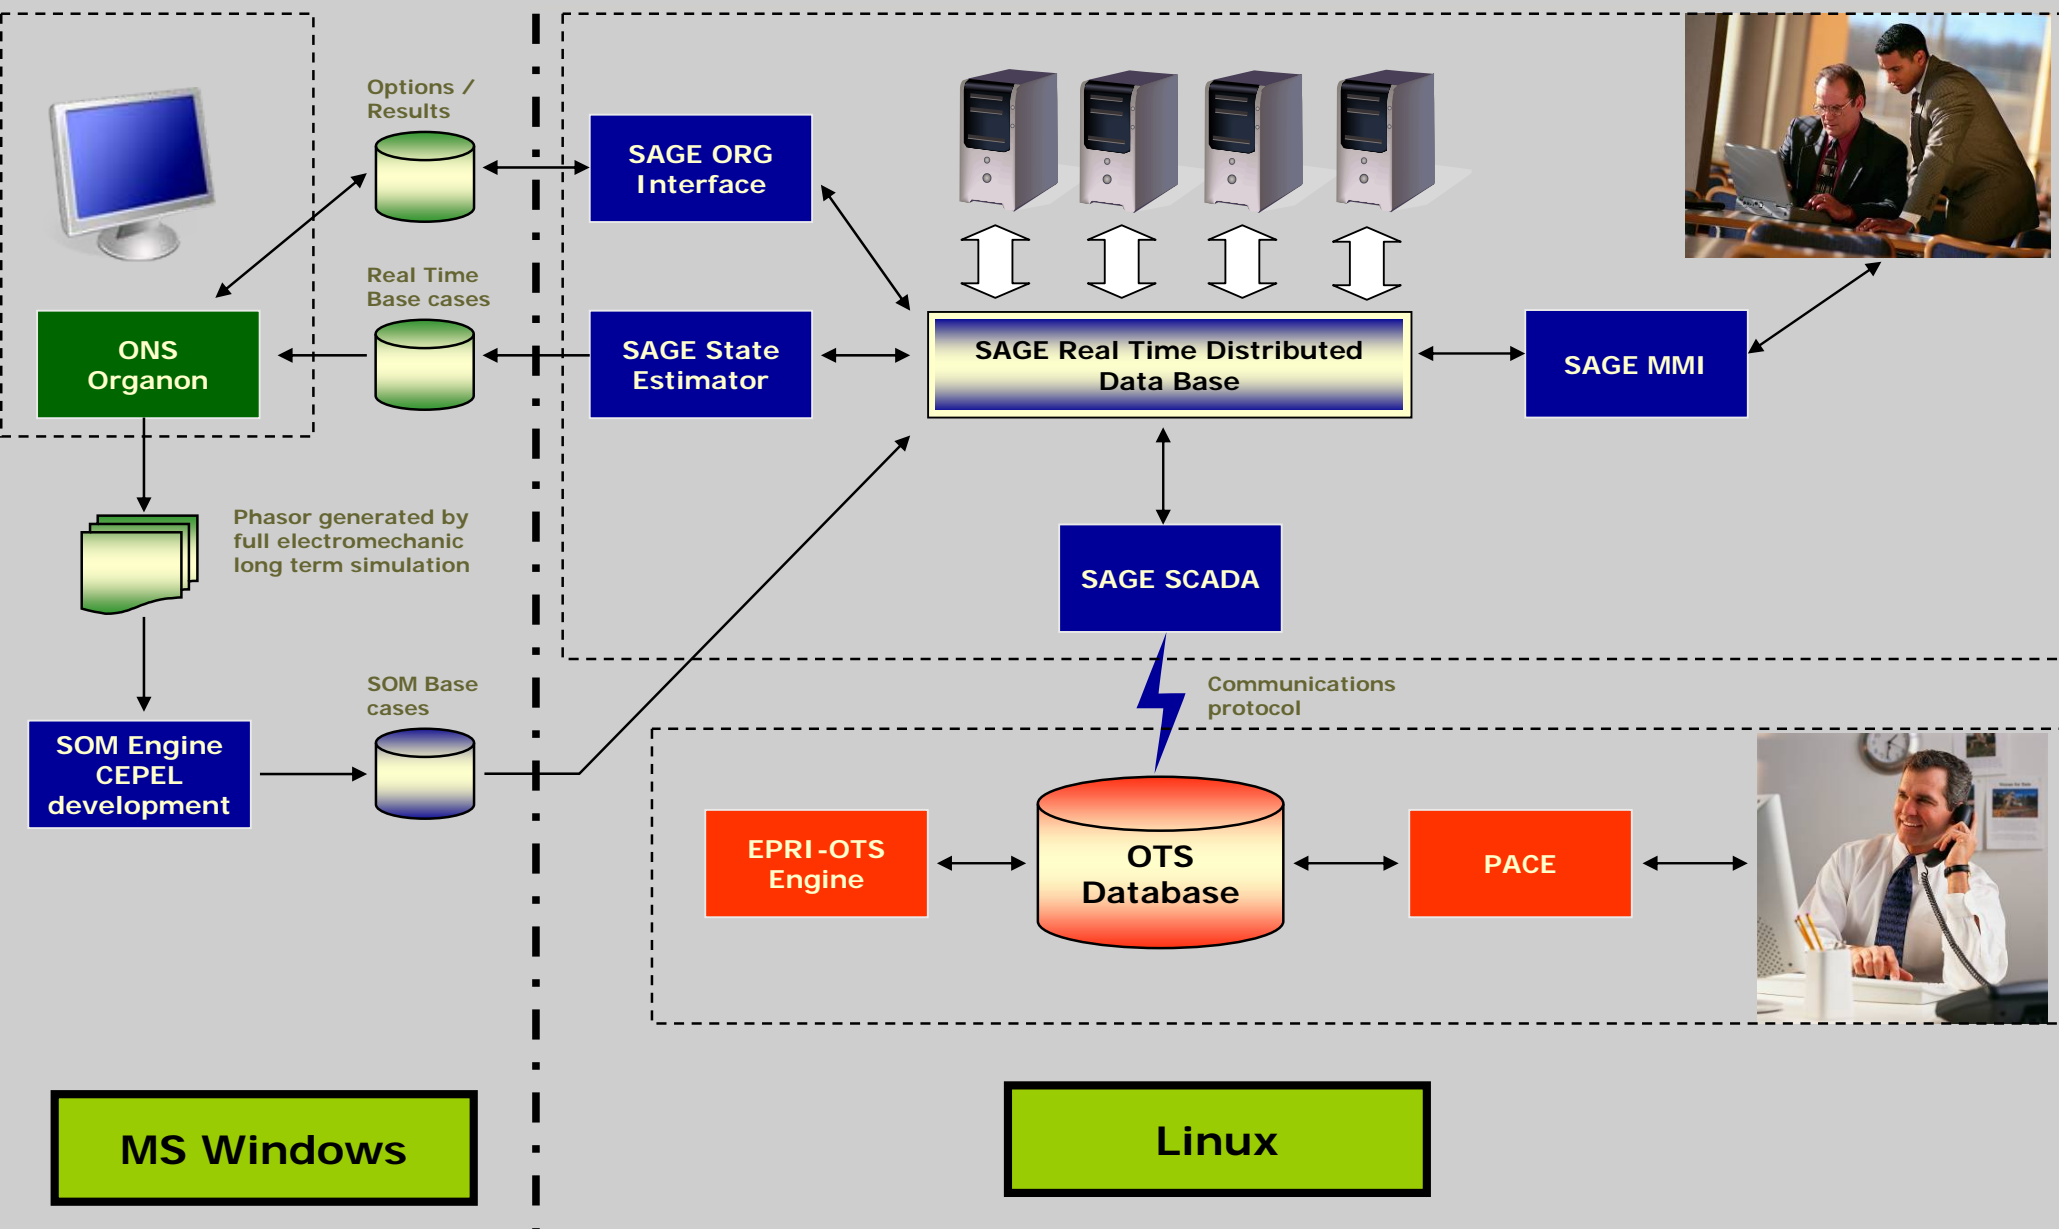 Options /
Results
SAGE ORG
Interface
Real Time
Base cases
ONS
Organon
SAGE State
Estimator
SAGE Real Time Distributed
Data Base
SAGE MMI
Phasor generated by
full electromechanic
long term simulation
SAGE SCADA
SOM Base
cases
Communications
protocol
SOM Engine
CEPEL
development
EPRI-OTS
Engine
OTS
Database
PACE
MS Windows
Linux